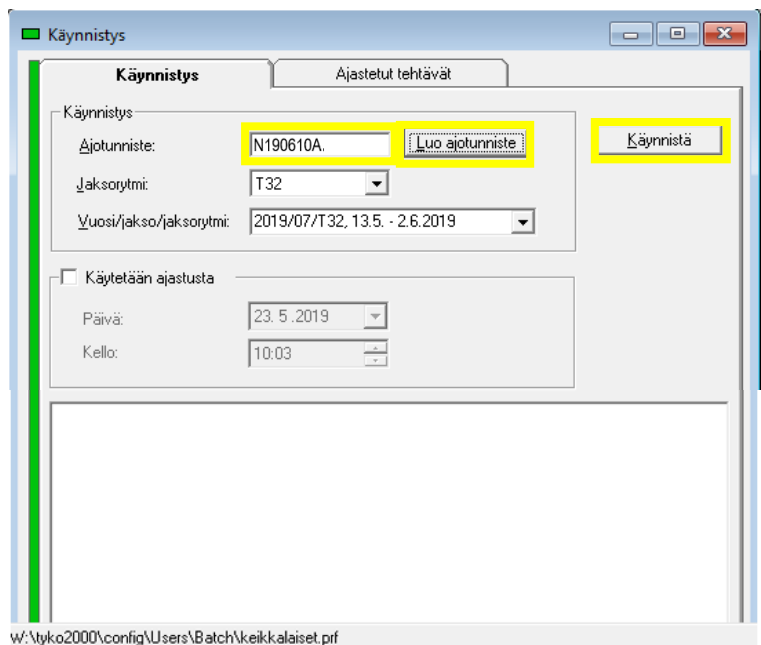 Käynnistys
Käynnistys Ajastetut tehtävät
Käynnistys
Ajotunniste: N190610A. Luo ajotunniste Käynnistä
Jaksorytmi: T32
Vuosi/jakso/jaksorytmi: 2019/07/T32, 13.5. - 2.6.2019
Käytetään ajastusta
Päivä: 23. 5 .2019
Kello: 10:03
W:\tyko2000\config\Users\Batch\keikkalaiset.prf